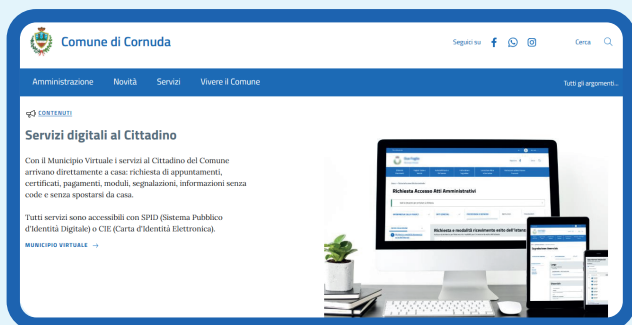 Comune di Cornuda
Seguici su
Cerca
Amministrazione Novità Servizi Vivere il Comune
Tutti gli argomenti...
CONTENUTI
Servizi digitali al Cittadino
Con il Municipio Virtuale i servizi al Cittadino del Comune
arrivano direttamente a casa: richiesta di appuntamenti,
certificati, pagamenti, moduli, segnalazioni, informazioni senza
code e senza spostarsi da casa.
Tutti servizi sono accessibili con SPID (Sistema Pubblico
d'Identità Digitale) o CIE (Carta d'Identità Elettronica).
MUNICIPIO VIRTUALE →
Richiesta Accesso Atti Amministrativi